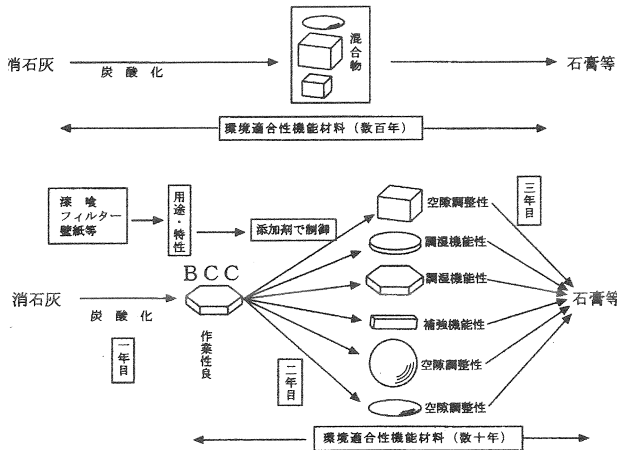 消石灰
炭酸化
混合物
石膏等
環境適合性機能材料(数百年)
漆喰
フィルター
壁紙等
用途・特性
添加剤で制御
空隙調整性
三年目
調湿機能性
調湿機能性
BCC
消石灰
炭酸化
石膏等
補強機能性
作業性良
一年目
二年目
空隙調整性
空隙調整性
環境適合性機能材料(数十年)